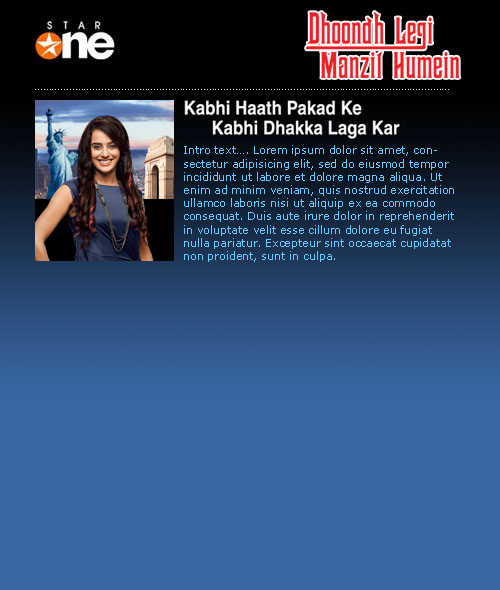 STAR
one
Dhoondh Legi
Manzil Humein
Kabhi Haath Pakad Ke
Kabhi Dhakka Laga Kar
Intro text.... Lorem ipsum dolor sit amet, con-
sectetur adipisicing elit, sed do eiusmod tempor
incididunt ut labore et dolore magna aliqua. Ut
enim ad minim veniam, quis nostrud exercitation
ullamco laboris nisi ut aliquip ex ea commodo
consequat. Duis aute irure dolor in reprehenderit
in voluptate velit esse cillum dolore eu fugiat
nulla pariatur. Excepteur sint occaecat cupidatat
non proident, sunt in culpa.